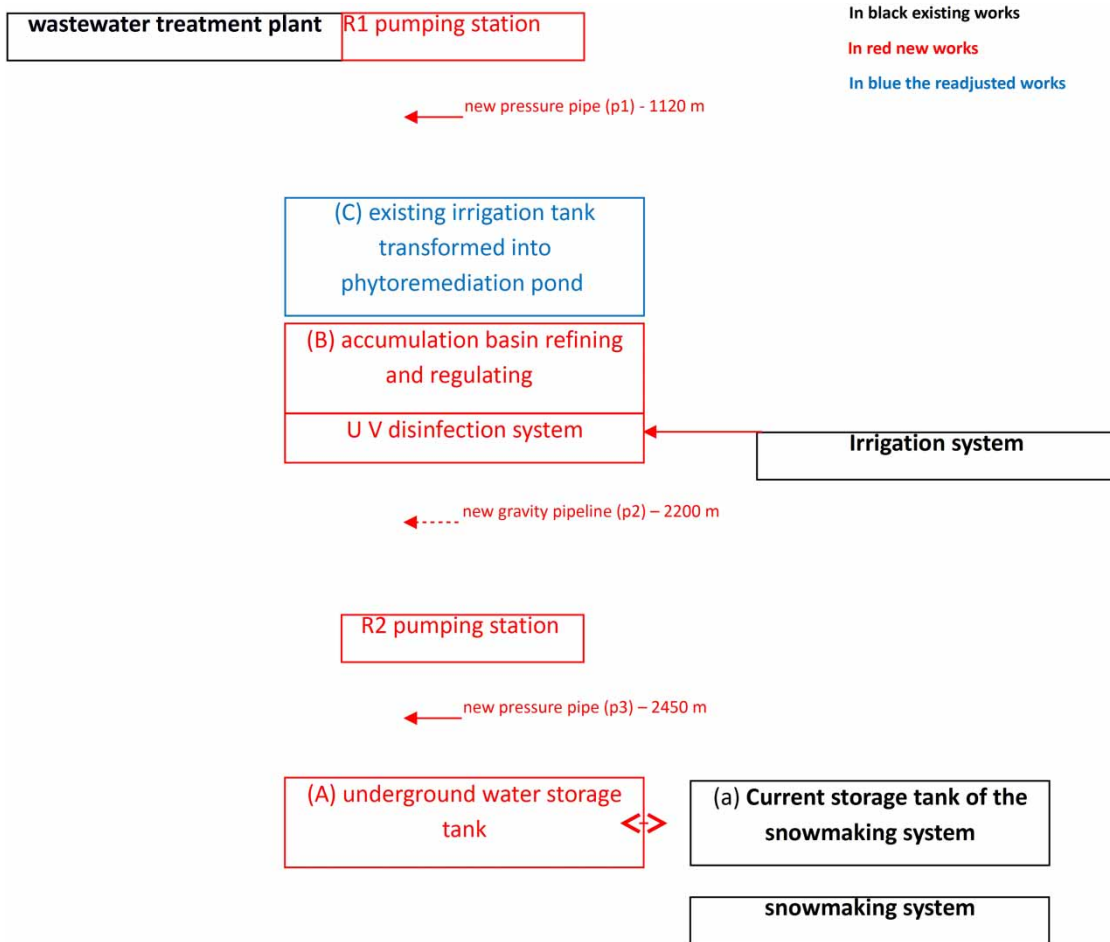 wastewater treatment plant
R1 pumping station
In black existing works
In red new works
In blue the readjusted works
new pressure pipe (p1) - 1120 m
(C) existing irrigation tank
transformed into
phytoremediation pond
(B) accumulation basin refining
and regulating
U V disinfection system
Irrigation system
new gravity pipeline (p2) – 2200 m
R2 pumping station
new pressure pipe (p3) – 2450 m
(A) underground water storage
tank
(a) Current storage tank of the
snowmaking system
snowmaking system